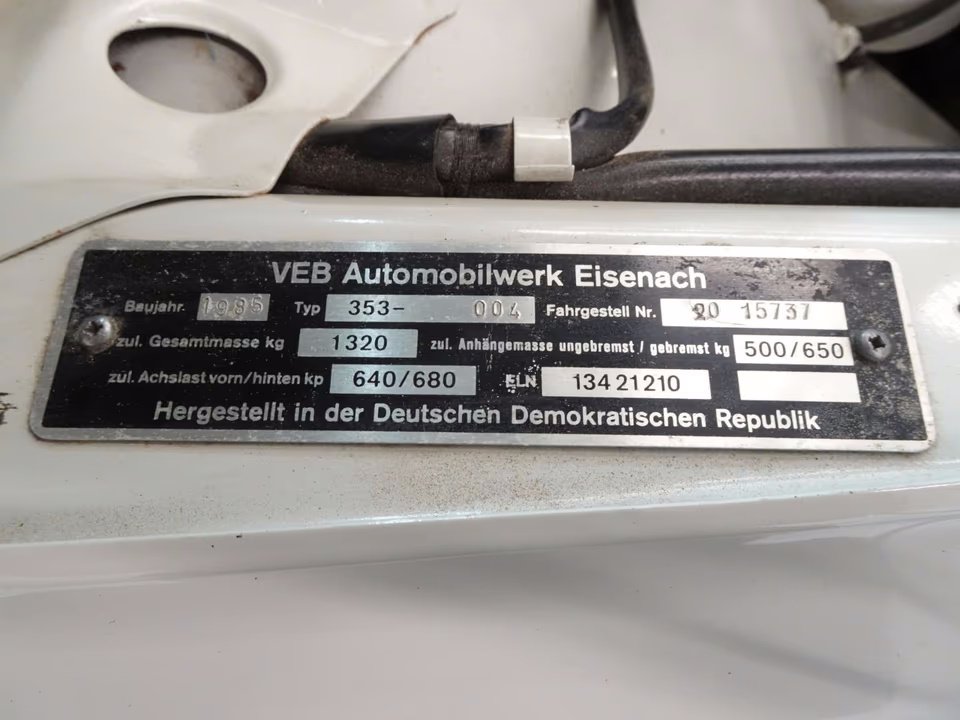 VEB Automobilwerk Eisenach
Baujahr. 1985 Typ 353- 004 Fahrgestell Nr. 20 15737
zul. Gesamtmasse kg 1320 zul. Anhängemasse ungebremst / gebremst kg 500/650
zul. Achslast vorn/hinten kp 640/680 ELN 134 21 210
Hergestellt in der Deutschen Demokratischen Republik